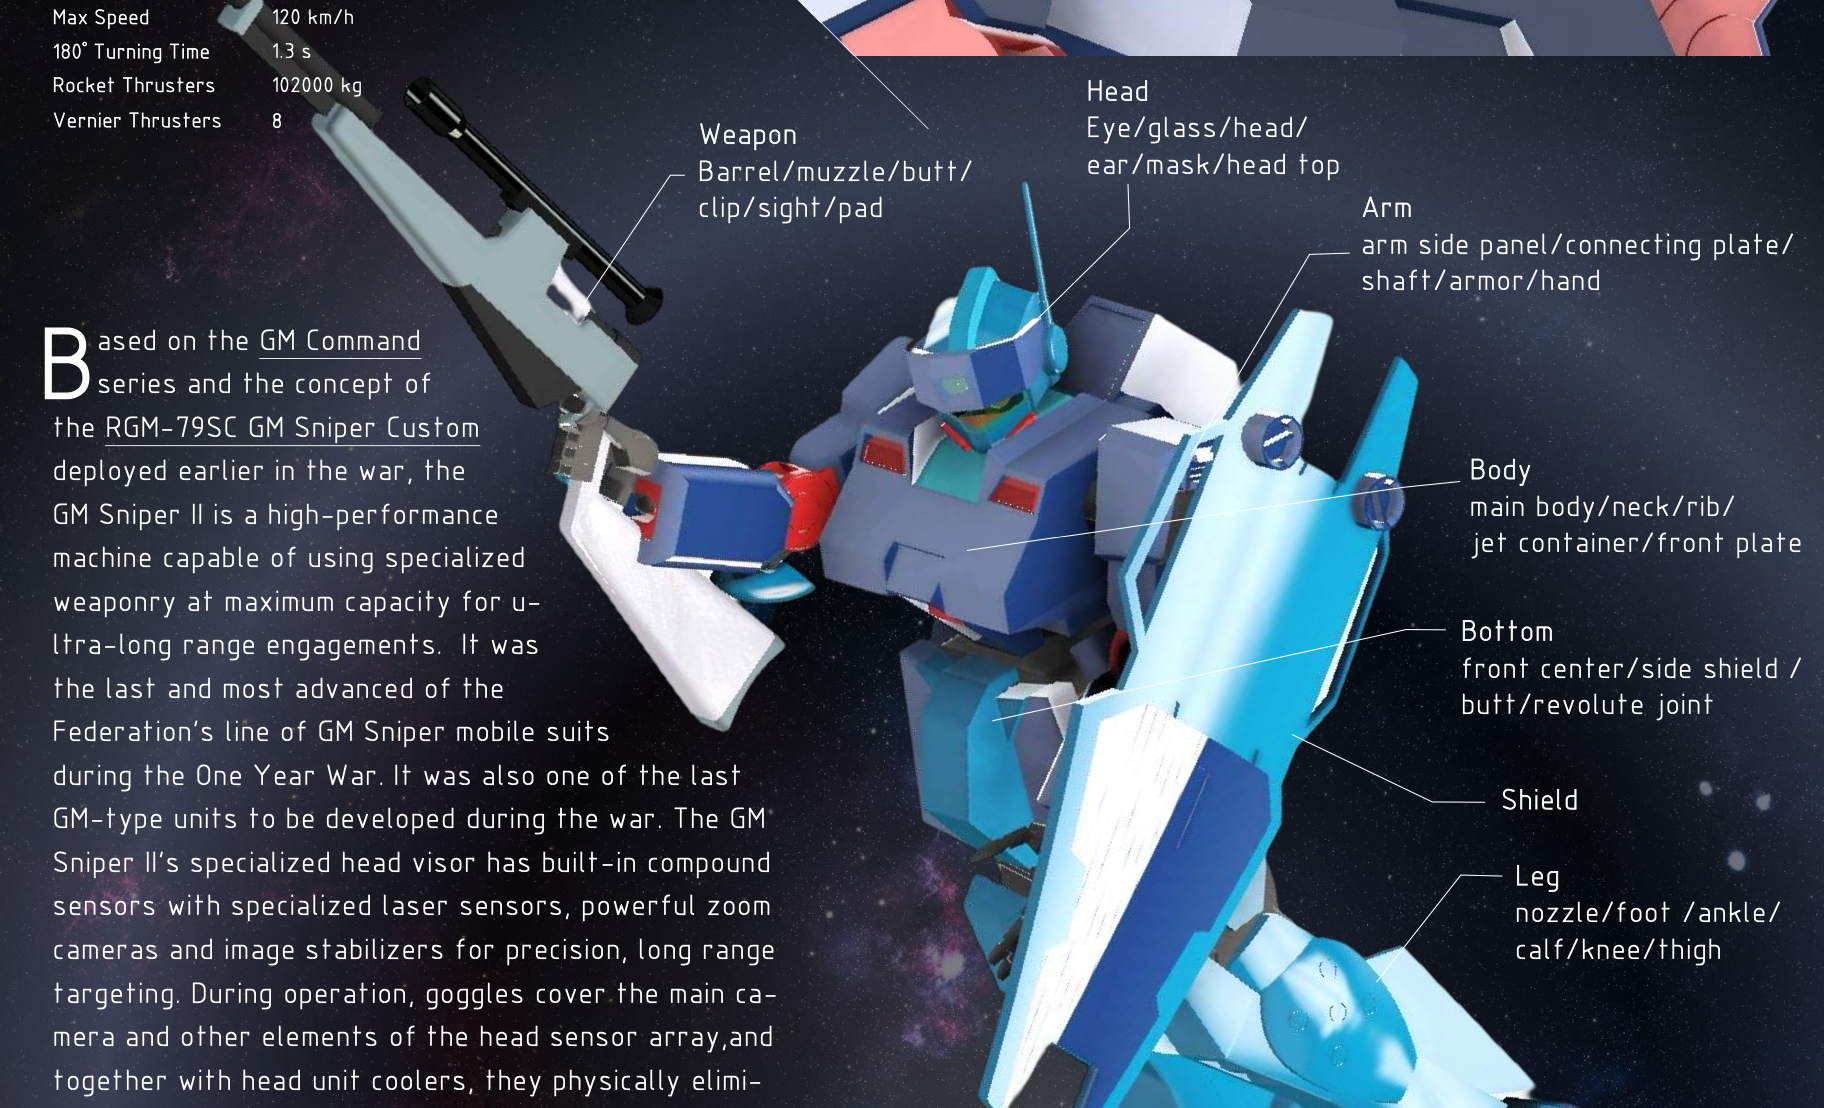 Max Speed 120 km/h
180° Turning Time 1.3 s
Rocket Thrusters 102000 kg
Vernier Thrusters 8
Weapon
Barrel/muzzle/butt/
clip/sight/pad
Head
Eye/glass/head/
ear/mask/head top
Arm
arm side panel/connecting plate/
shaft/armor/hand
Based on the GM Command
series and the concept of
the RGM-79SC GM Sniper Custom
deployed earlier in the war, the
GM Sniper II is a high-performance
machine capable of using specialized
weaponry at maximum capacity for u-
ltra-long range engagements.  It was
the last and most advanced of the
Federation's line of GM Sniper mobile suits
during the One Year War. It was also one of the last
GM-type units to be developed during the war. The GM
Sniper II's specialized head visor has built-in compound
sensors with specialized laser sensors, powerful zoom
cameras and image stabilizers for precision, long range
targeting. During operation, goggles cover the main ca-
mera and other elements of the head sensor array,and
together with head unit coolers, they physically elimi-
Body
main body/neck/rib/
jet container/front plate
Bottom
front center/side shield /
butt/revolute joint
Shield
Leg
nozzle/foot /ankle/
calf/knee/thigh